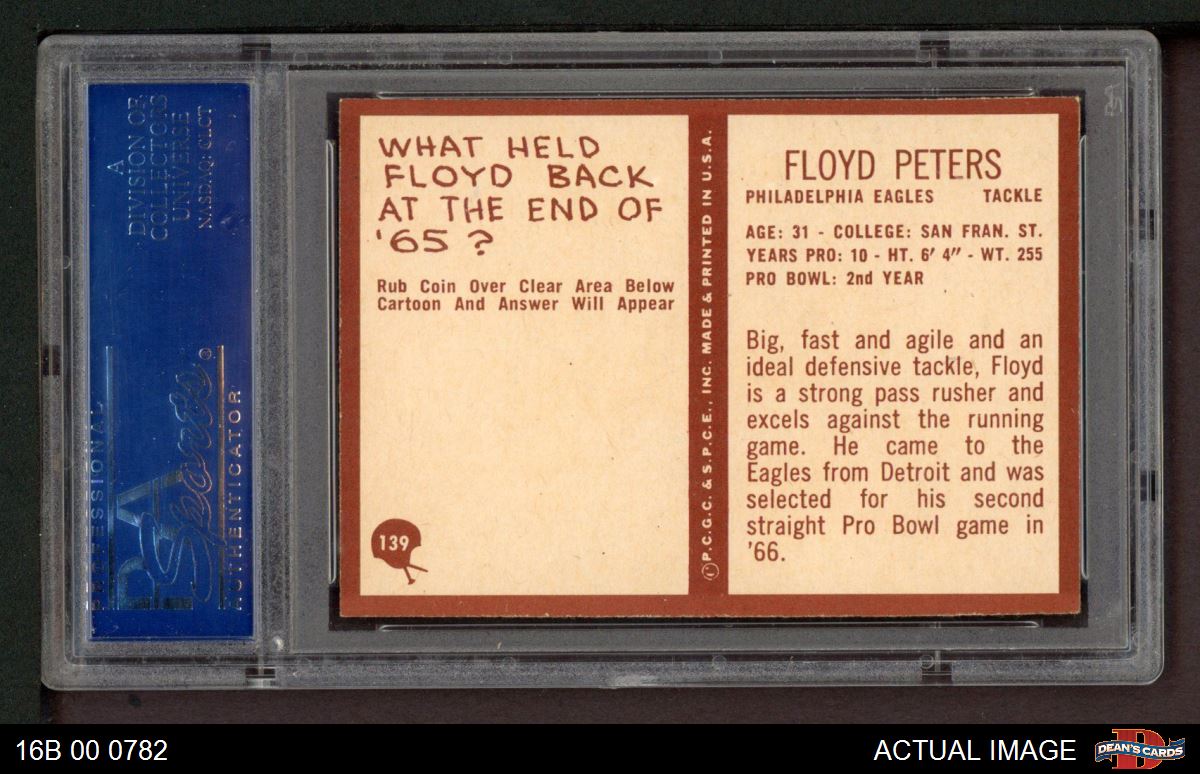 A
DIVISION OF
COLLECTORS
UNIVERSE
NASDAQ: CLCT
PROFESSIONAL
PSA
Sports
AUTHENTICATOR
WHAT HELD
FLOYD BACK
AT THE END OF
'65 ?
Rub Coin Over Clear Area Below
Cartoon And Answer Will Appear
139
©P.C.G.C. & S.P.C.E., INC. MADE & PRINTED IN U.S.A.
FLOYD PETERS
PHILADELPHIA EAGLES TACKLE
AGE: 31 - COLLEGE: SAN FRAN. ST.
YEARS PRO: 10 - HT. 6' 4" - WT. 255
PRO BOWL: 2nd YEAR
Big, fast and agile and an
ideal defensive tackle, Floyd
is a strong pass rusher and
excels against the running
game. He came to the
Eagles from Detroit and was
selected for his second
straight Pro Bowl game in
'66.
16B 00 0782
ACTUAL IMAGE
DEAN'S CARDS